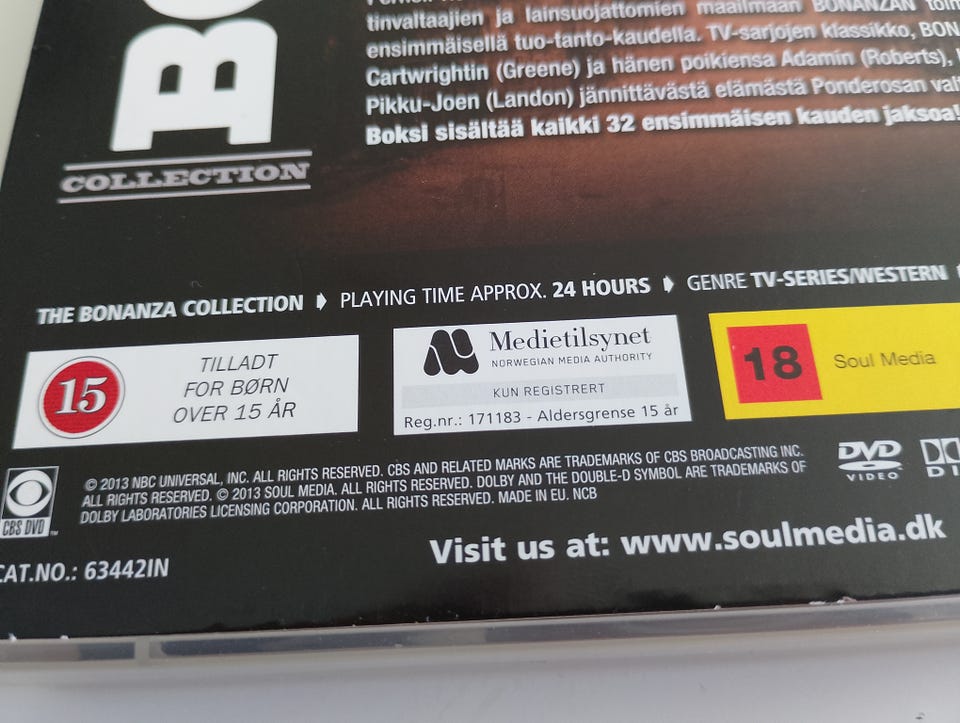 tinvaltaajien ja lainsuojattomien maailmaan BONANZAN
ensimmäisellä tuo-tanto-kaudella. TV-sarjojen klassikko, BON
Cartwrightin (Greene) ja hänen poikiensa Adamin (Roberts),
Pikku-Joen (Landon) jännittävästä elämästä Ponderosan
Boksi sisältää kaikki 32 ensimmäisen kauden jaksoa!
BO
COLLECTION
THE BONANZA COLLECTION PLAYING TIME APPROX. 24 HOURS GENRE TV-SERIES/WESTERN
15
TILLADT
FOR BØRN
OVER 15 ÅR
Medietilsynet
NORWEGIAN MEDIA AUTHORITY
KUN REGISTRERT
Reg.nr.: 171183 - Aldersgrense 15 år
18 Soul Media
CBS DVD
© 2013 NBC UNIVERSAL, INC. ALL RIGHTS RESERVED. CBS AND RELATED MARKS ARE TRADEMARKS OF CBS BROADCASTING INC.
ALL RIGHTS RESERVED. © 2013 SOUL MEDIA. ALL RIGHTS RESERVED. DOLBY AND THE DOUBLE-D SYMBOL ARE TRADEMARKS OF
DOLBY LABORATORIES LICENSING CORPORATION. ALL RIGHTS RESERVED. MADE IN EU. NCB
DVD
VIDEO
Visit us at: www.soulmedia.dk
CAT.NO.: 63442IN